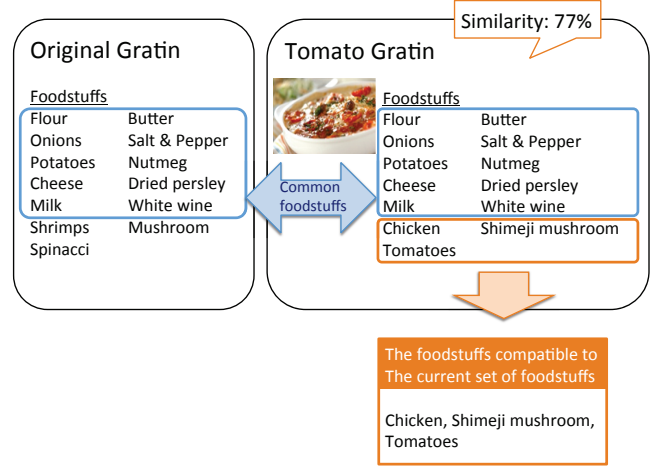 Similarity: 77%
Original Gratin
Foodstuffs
Flour Butter
Onions Salt & Pepper
Potatoes Nutmeg
Cheese Dried persley
Milk White wine
Shrimps Mushroom
Spinacci
Common
foodstuffs
Tomato Gratin
Foodstuffs
Flour Butter
Onions Salt & Pepper
Potatoes Nutmeg
Cheese Dried persley
Milk White wine
Chicken Shimeji mushroom
Tomatoes
The foodstuffs compatible to
The current set of foodstuffs
Chicken, Shimeji mushroom,
Tomatoes